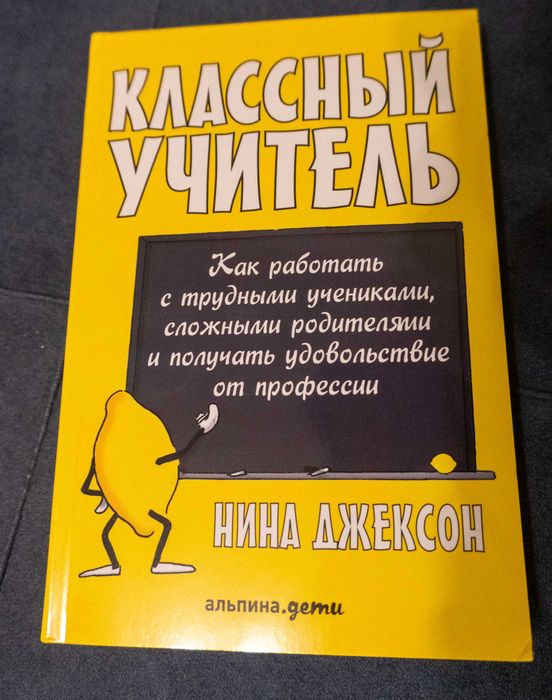 КЛАССНЫЙ
УЧИТЕЛЬ
Как работать
с трудными учениками,
сложными родителями
и получать удовольствие
от профессии
НИНА ДЖЕКСОН
альпина.дети